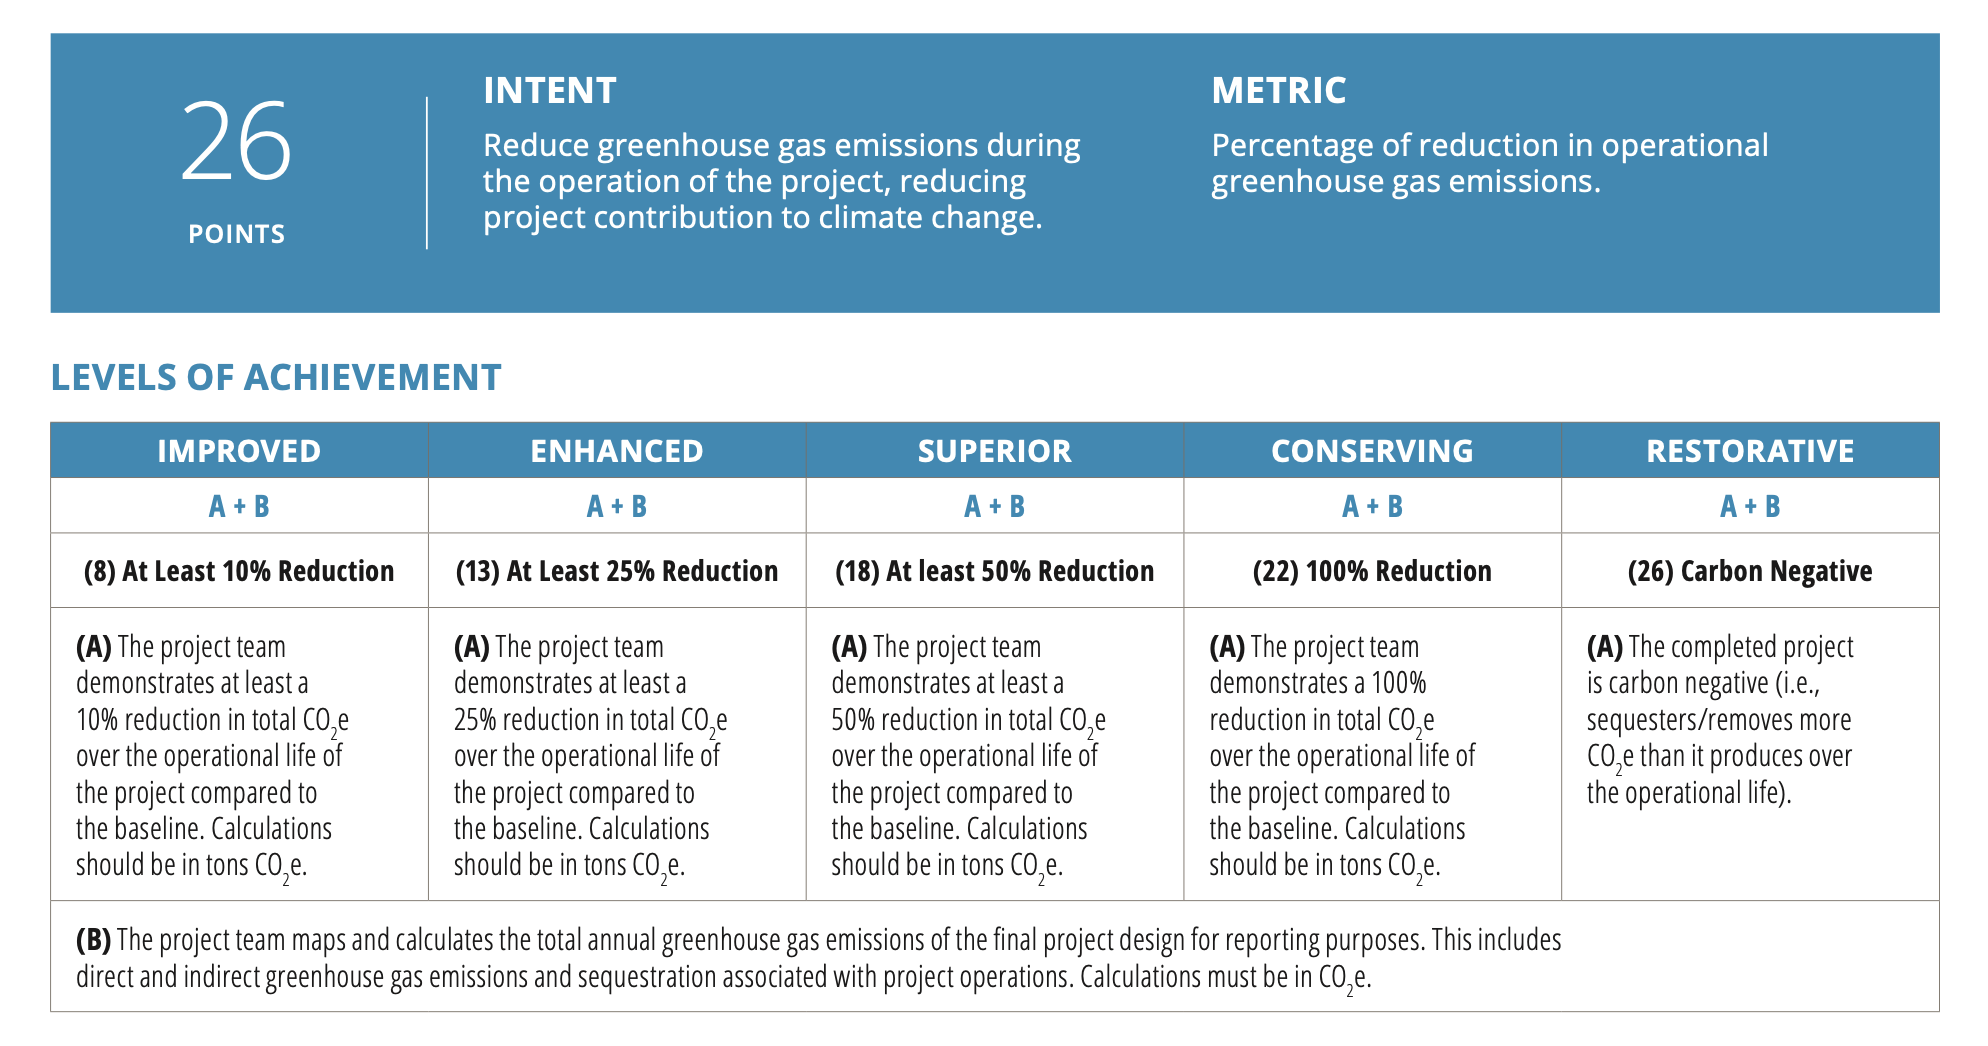 26
POINTS
INTENT
Reduce greenhouse gas emissions during
the operation of the project, reducing
project contribution to climate change.
METRIC
Percentage of reduction in operational
greenhouse gas emissions.
LEVELS OF ACHIEVEMENT
IMPROVED
ENHANCED
SUPERIOR
CONSERVING
RESTORATIVE
A + B
A + B
A + B
A + B
A + B
(8) At Least 10% Reduction
(13) At Least 25% Reduction
(18) At least 50% Reduction
(22) 100% Reduction
(26) Carbon Negative
(A) The project team
demonstrates at least a
10% reduction in total CO₂e
over the operational life of
the project compared to
the baseline. Calculations
should be in tons CO₂e.
(A) The project team
demonstrates at least a
25% reduction in total CO₂e
over the operational life of
the project compared to
the baseline. Calculations
should be in tons CO₂e.
(A) The project team
demonstrates at least a
50% reduction in total CO₂e
over the operational life of
the project compared to
the baseline. Calculations
should be in tons CO₂e.
(A) The project team
demonstrates a 100%
reduction in total CO₂e
over the operational life of
the project compared to
the baseline. Calculations
should be in tons CO₂e.
(A) The completed project
is carbon negative (i.e.,
sequesters/removes more
CO₂e than it produces over
the operational life).
(B) The project team maps and calculates the total annual greenhouse gas emissions of the final project design for reporting purposes. This includes
direct and indirect greenhouse gas emissions and sequestration associated with project operations. Calculations must be in CO₂e.